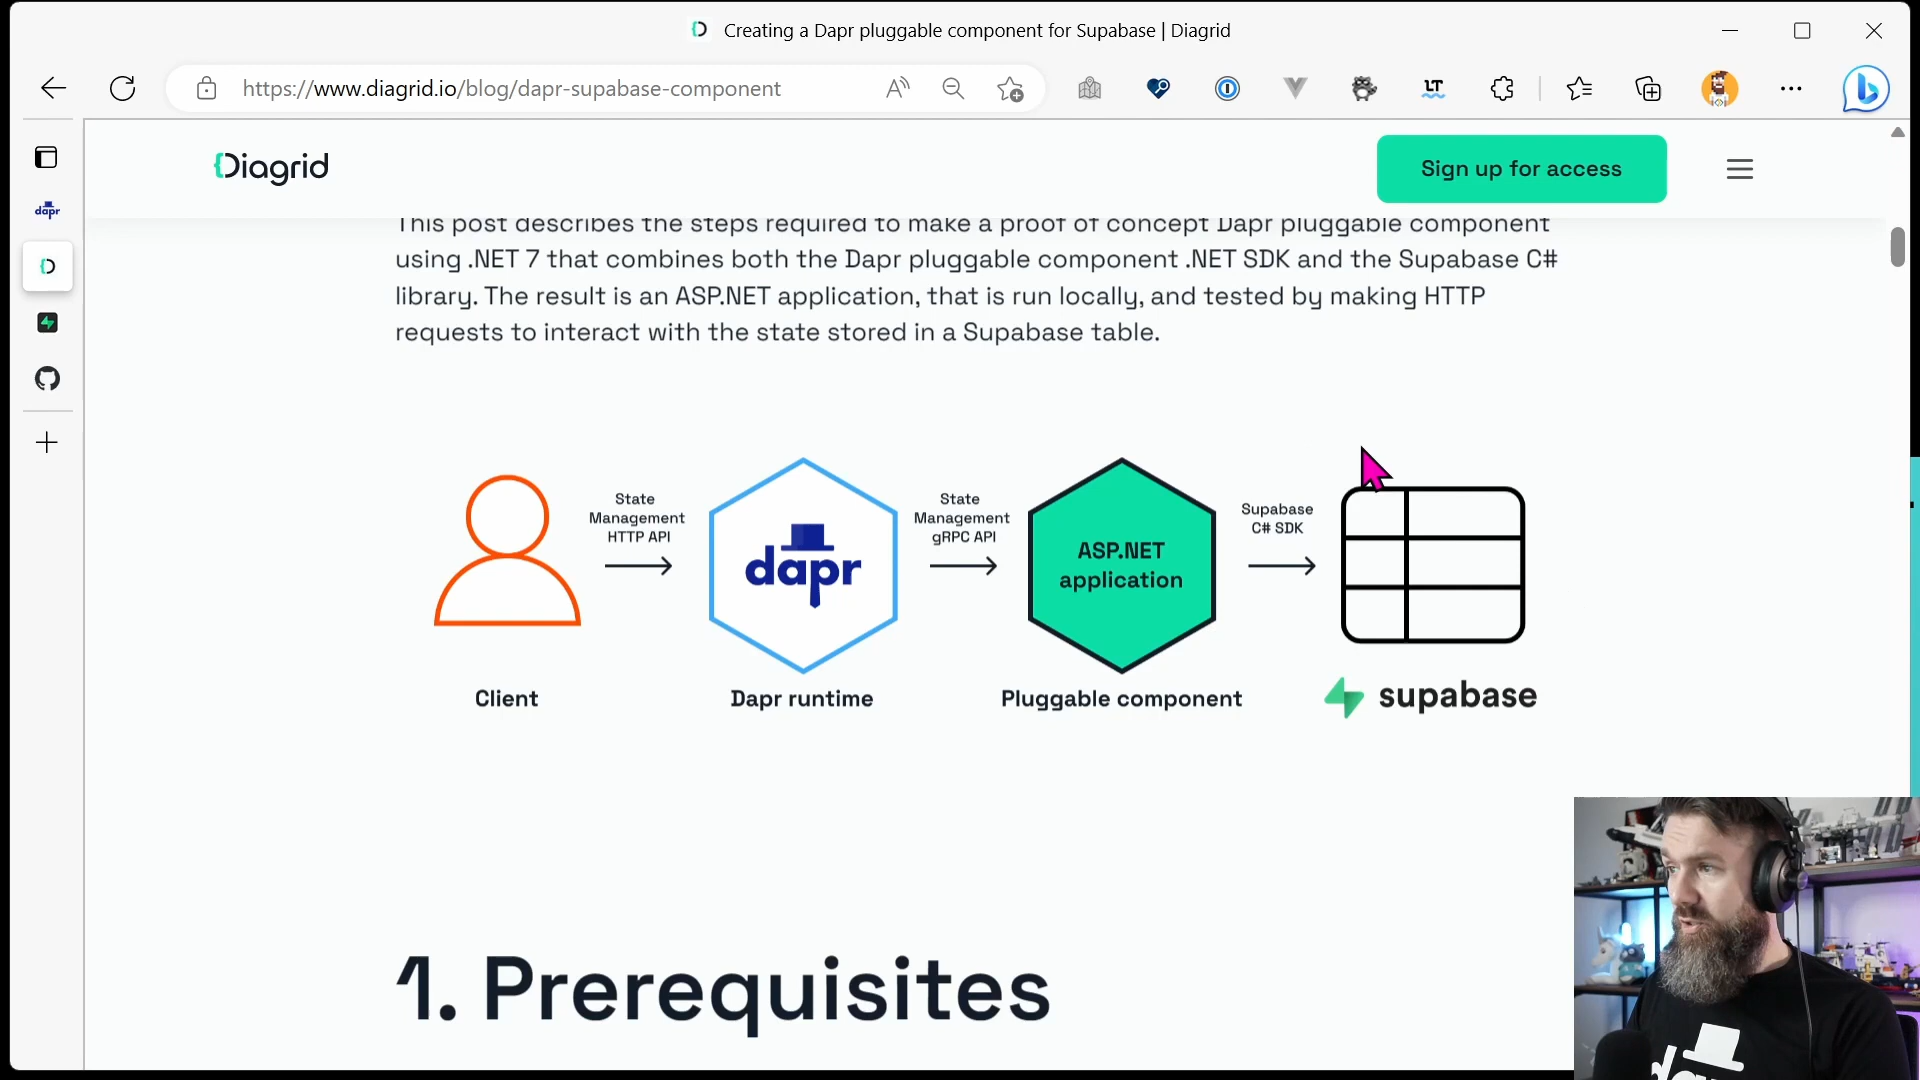 Creating a Dapr pluggable component for Supabase | Diagrid
https://www.diagrid.io/blog/dapr-supabase-component
LT
dapr
Diagrid
Sign up for access
This post describes the steps required to make a proof of concept Dapr pluggable component
using .NET 7 that combines both the Dapr pluggable component .NET SDK and the Supabase C#
library. The result is an ASP.NET application, that is run locally, and tested by making HTTP
requests to interact with the state stored in a Supabase table.
State
Management
HTTP API
dapr
State
Management
gRPC API
ASP.NET
application
Supabase
C# SDK
Client
Dapr runtime
Pluggable component
supabase
1. Prerequisites